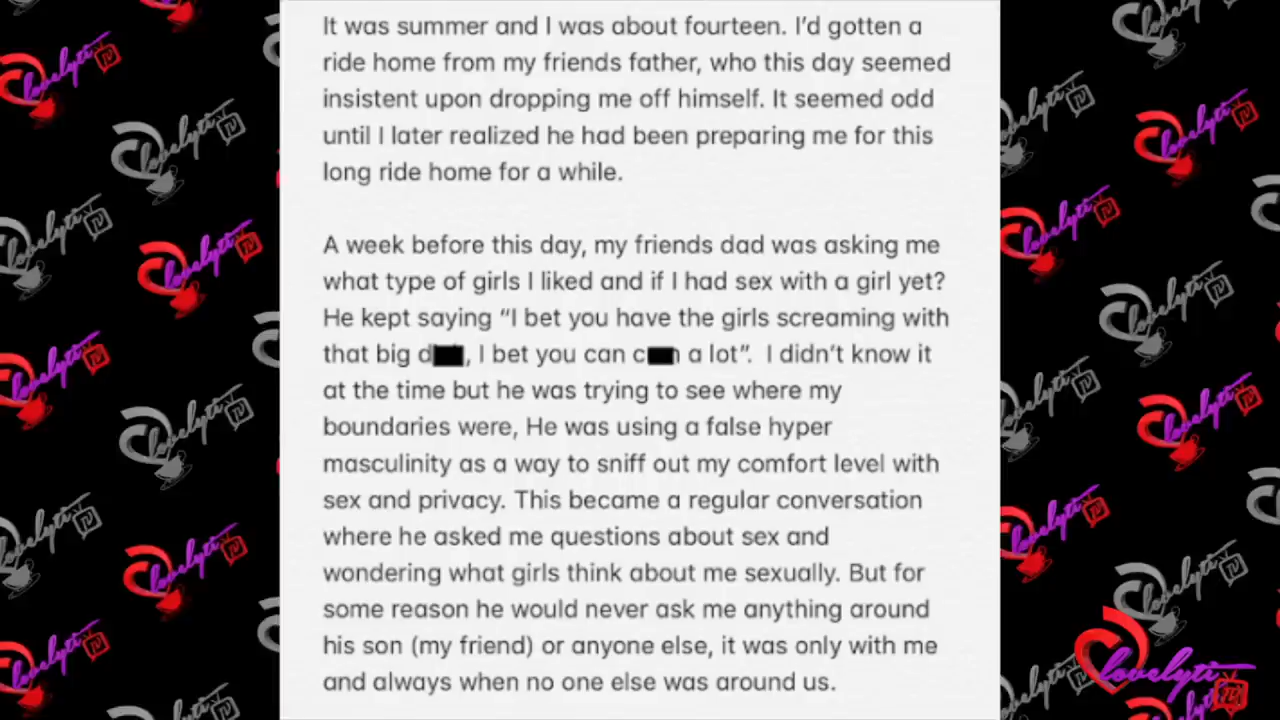 It was summer and I was about fourteen. I'd gotten a
ride home from my friends father, who this day seemed
insistent upon dropping me off himself. It seemed odd
until I later realized he had been preparing me for this
long ride home for a while.
A week before this day, my friends dad was asking me
what type of girls I liked and if I had sex with a girl yet?
He kept saying “I bet you have the girls screaming with
that big d , I bet you can c a lot”. I didn't know it
at the time but he was trying to see where my
boundaries were, He was using a false hyper
masculinity as a way to sniff out my comfort level with
sex and privacy. This became a regular conversation
where he asked me questions about sex and
wondering what girls think about me sexually. But for
some reason he would never ask me anything around
his son (my friend) or anyone else, it was only with me
and always when no one else was around us.
lovelyti TV